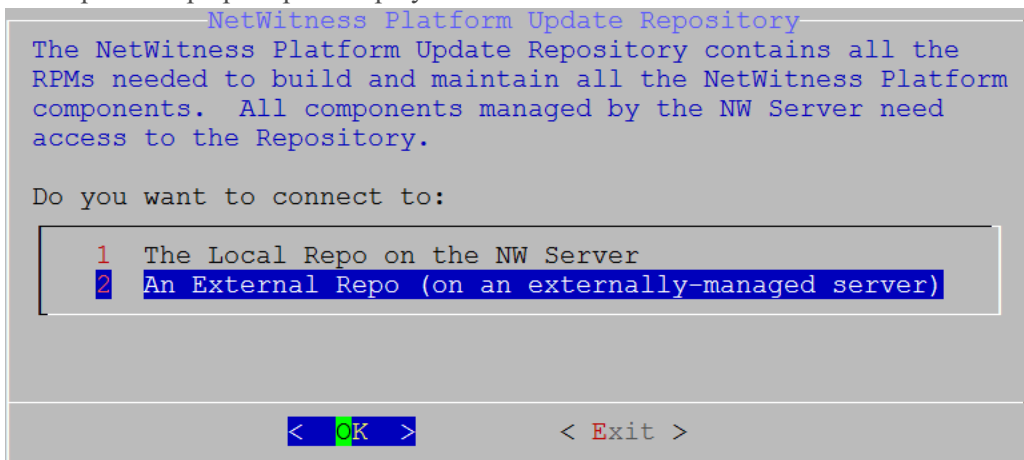 NetWitness Platform Update Repository
The NetWitness Platform Update Repository contains all the
RPMs needed to build and maintain all the NetWitness Platform
components.  All components managed by the NW Server need
access to the Repository.
Do you want to connect to:
1 The Local Repo on the NW Server
2 An External Repo (on an externally-managed server)
< OK > < Exit >